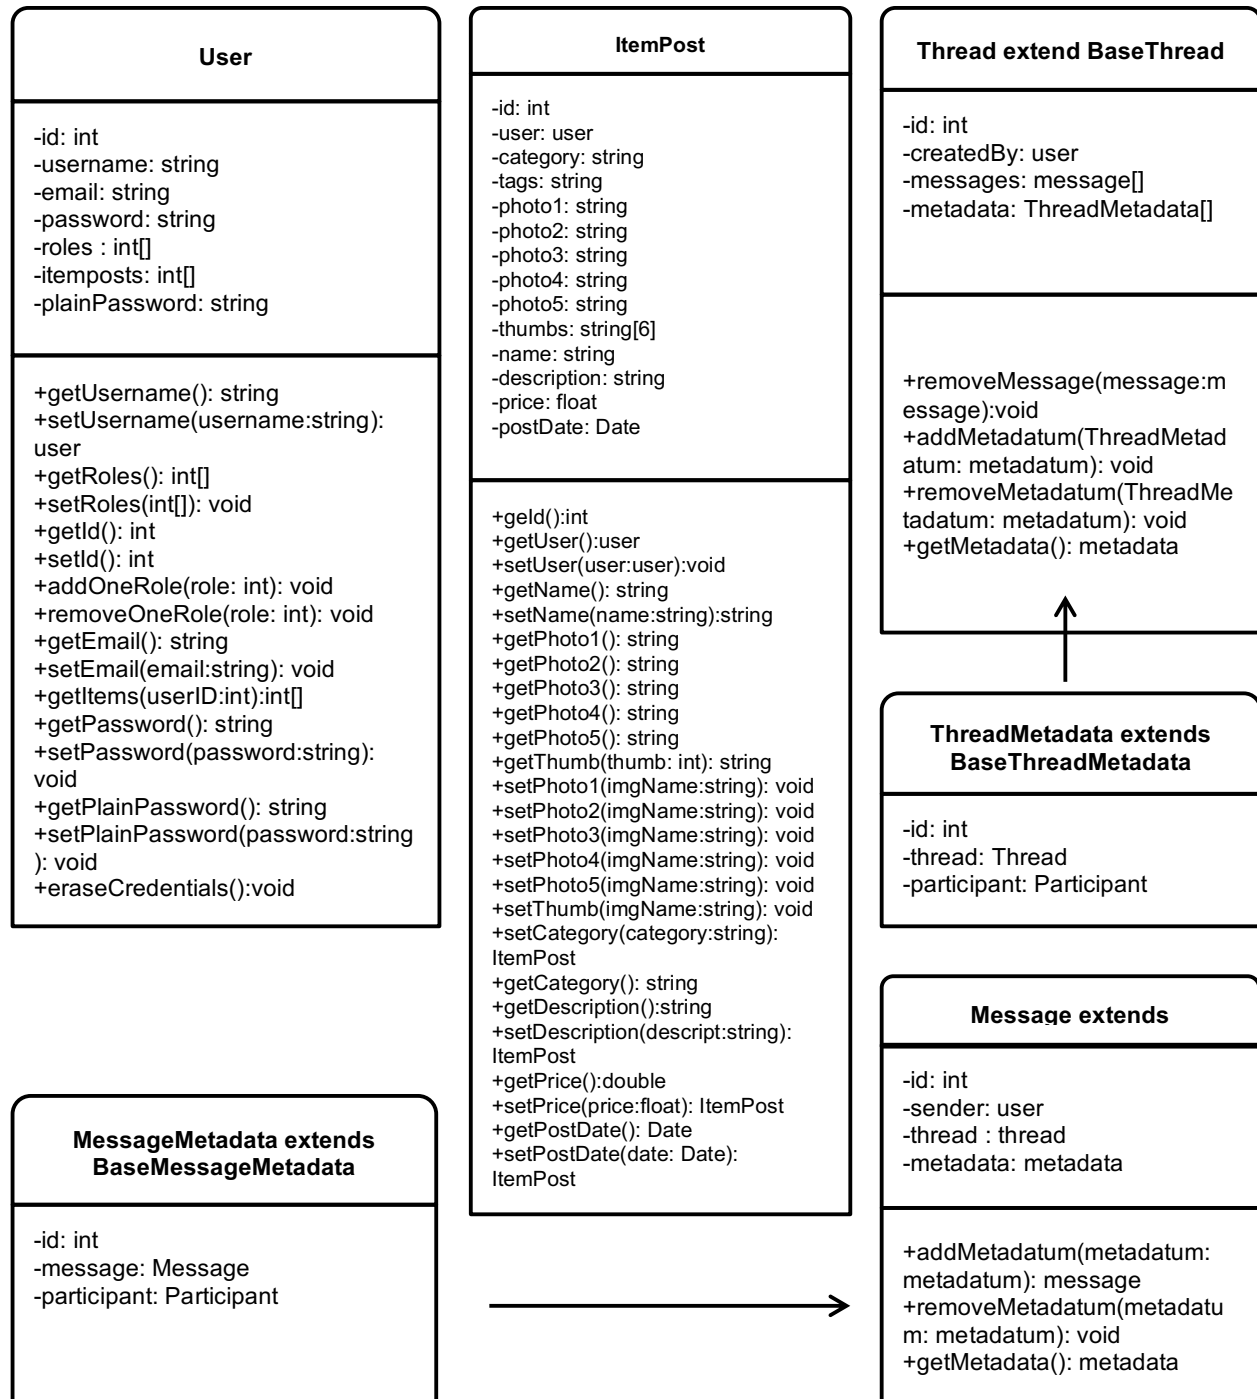 User
-id: int
-username: string
-email: string
-password: string
-roles : int[]
-itemposts: int[]
-plainPassword: string
+getUsername(): string
+setUsername(username:string):
user
+getRoles(): int[]
+setRoles(int[]): void
+getId(): int
+setId(): int
+addOneRole(role: int): void
+removeOneRole(role: int): void
+getEmail(): string
+setEmail(email:string): void
+getItems(userID:int):int[]
+getPassword(): string
+setPassword(password:string):
void
+getPlainPassword(): string
+setPlainPassword(password:string
): void
+eraseCredentials():void
MessageMetadata extends
BaseMessageMetadata
-id: int
-message: Message
-participant: Participant
ItemPost
-id: int
-user: user
-category: string
-tags: string
-photo1: string
-photo2: string
-photo3: string
-photo4: string
-photo5: string
-thumbs: string[6]
-name: string
-description: string
-price: float
-postDate: Date
+geId():int
+getUser():user
+setUser(user:user):void
+getName(): string
+setName(name:string):string
+getPhoto1(): string
+getPhoto2(): string
+getPhoto3(): string
+getPhoto4(): string
+getPhoto5(): string
+getThumb(thumb: int): string
+setPhoto1(imgName:string): void
+setPhoto2(imgName:string): void
+setPhoto3(imgName:string): void
+setPhoto4(imgName:string): void
+setPhoto5(imgName:string): void
+setThumb(imgName:string): void
+setCategory(category:string):
ItemPost
+getCategory(): string
+getDescription():string
+setDescription(descript:string):
ItemPost
+getPrice():double
+setPrice(price:float): ItemPost
+getPostDate(): Date
+setPostDate(date: Date):
ItemPost
Thread extend BaseThread
-id: int
-createdBy: user
-messages: message[]
-metadata: ThreadMetadata[]
+removeMessage(message:m
essage):void
+addMetadatum(ThreadMetad
atum: metadatum): void
+removeMetadatum(ThreadMe
tadatum: metadatum): void
+getMetadata(): metadata
ThreadMetadata extends
BaseThreadMetadata
-id: int
-thread: Thread
-participant: Participant
Message extends
-id: int
-sender: user
-thread : thread
-metadata: metadata
+addMetadatum(metadatum:
metadatum): message
+removeMetadatum(metadatu
m: metadatum): void
+getMetadata(): metadata